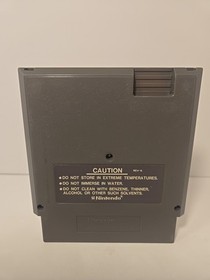 CAUTION
•DO NOT STORE IN EXTREME TEMPERATURES.
•DO NOT IMMERSE IN WATER.
•DO NOT CLEAN WITH BENZENE, THINNER,
ALCOHOL OR OTHER SUCH SOLVENTS.
Nintendo